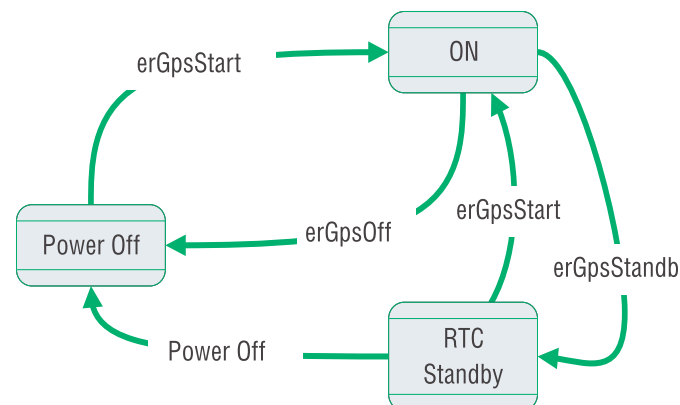 ON
erGpsStart
erGpsStart
erGpsOff
Power Off
erGpsStandb
RTC
Standby
Power Off